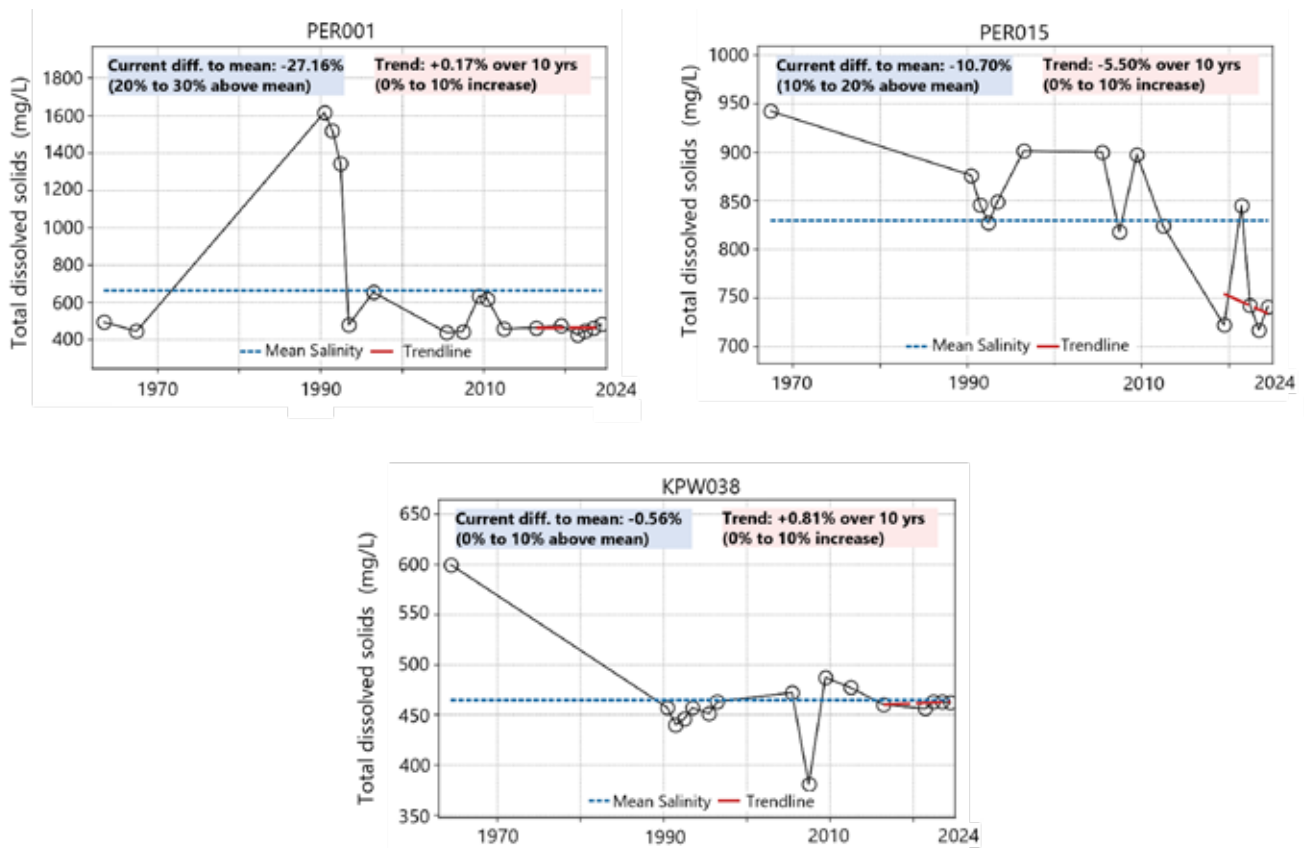 PER001
Current diff. to mean: -27.16%
(20% to 30% above mean)
Trend: +0.17% over 10 yrs
(0% to 10% increase)
Total dissolved solids (mg/L)
1800
1600
1400
1200
1000
800
600
400
Mean Salinity
Trendline
1970
1990
2010
2024
PER015
Current diff. to mean: -10.70%
(10% to 20% above mean)
Trend: -5.50% over 10 yrs
(0% to 10% increase)
Total dissolved solids (mg/L)
1000
950
900
850
800
750
700
Mean Salinity
Trendline
1970
1990
2010
2024
KPW038
Current diff. to mean: -0.56%
(0% to 10% above mean)
Trend: +0.81% over 10 yrs
(0% to 10% increase)
Total dissolved solids (mg/L)
650
600
550
500
450
400
350
Mean Salinity
Trendline
1970
1990
2010
2024